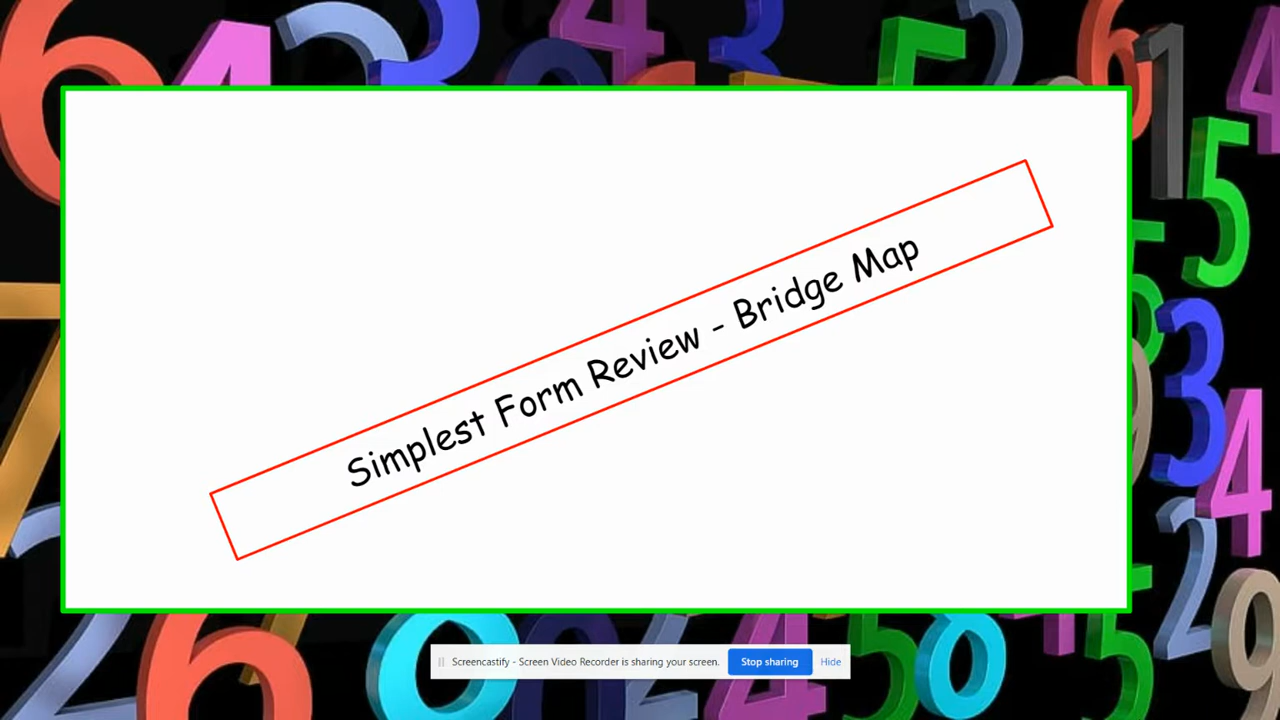 Simplest Form Review - Bridge Map
Screencastify - Screen Video Recorder is sharing your screen. Stop sharing Hide